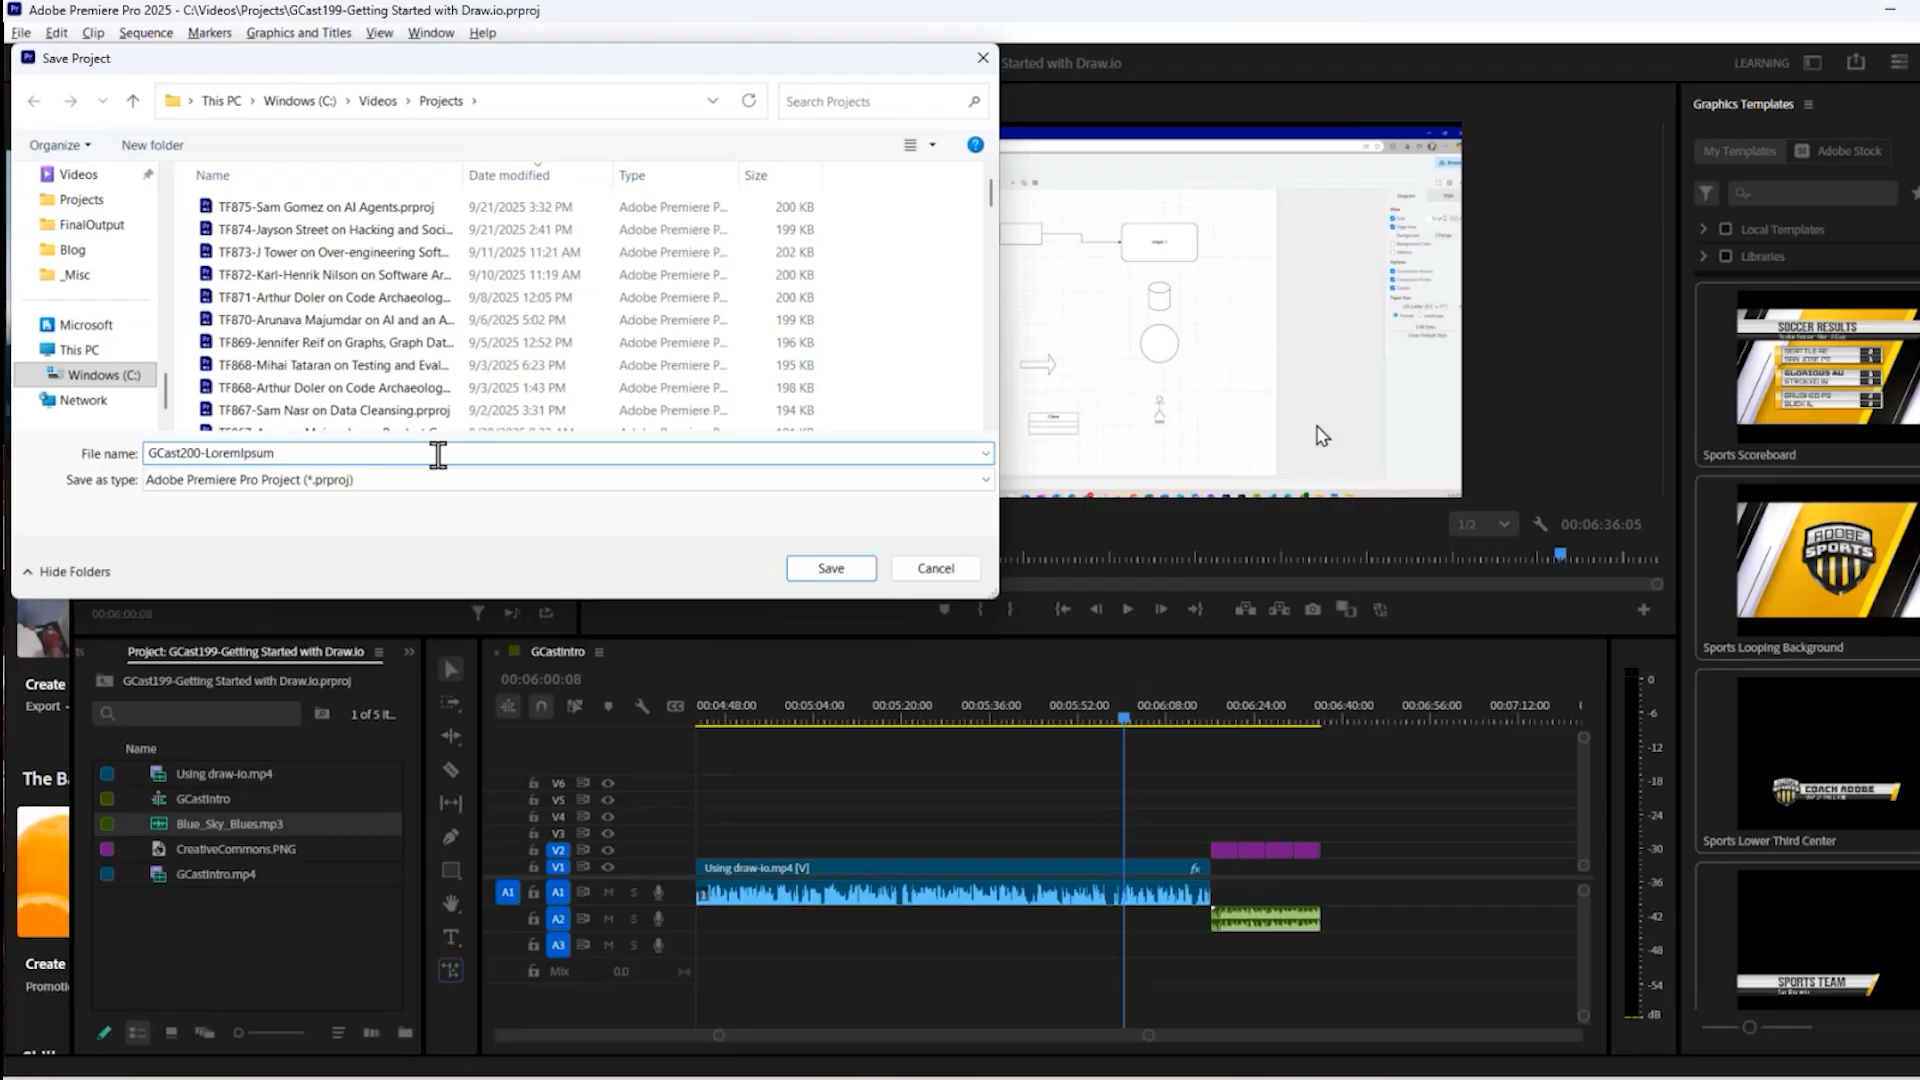 Adobe Premiere Pro 2025 - C:\Videos\Projects\GCast199-Getting Started with Draw.io.prproj
File Edit Clip Sequence Markers Graphics and Titles View Window Help
Save Project
Started with Draw.io
LEARNING
This PC > Windows (C:) > Videos > Projects >
Search Projects
Organize New folder
Name Date modified Type Size
Videos
Projects
FinalOutput
Blog
_Misc
Microsoft
This PC
Windows (C:)
Network
TF875-Sam Gomez on AI Agents.prproj 9/21/2025 3:32 PM Adobe Premiere P... 200 KB
TF874-Jayson Street on Hacking and Soci... 9/21/2025 2:41 PM Adobe Premiere P... 199 KB
TF873-J Tower on Over-engineering Soft... 9/11/2025 11:21 AM Adobe Premiere P... 202 KB
TF872-Karl-Henrik Nilson on Software Ar... 9/10/2025 11:19 AM Adobe Premiere P... 200 KB
TF871-Arthur Doler on Code Archaeolog... 9/8/2025 12:05 PM Adobe Premiere P... 200 KB
TF870-Arunava Majumdar on AI and an A... 9/6/2025 5:02 PM Adobe Premiere P... 199 KB
TF869-Jennifer Reif on Graphs, Graph Dat... 9/5/2025 12:52 PM Adobe Premiere P... 196 KB
TF868-Mihai Tataran on Testing and Eval... 9/3/2025 6:23 PM Adobe Premiere P... 195 KB
TF868-Arthur Doler on Code Archaeolog... 9/3/2025 1:43 PM Adobe Premiere P... 198 KB
TF867-Sam Nasr on Data Cleansing.prproj 9/2/2025 3:31 PM Adobe Premiere P... 194 KB
File name: GCast200-LoremIpsum
Save as type: Adobe Premiere Pro Project (*.prproj)
Hide Folders
Save Cancel
1/2 00:06:36:05
00:06:00:08
Graphics Templates
My Templates
Adobe Stock
Local Templates
Libraries
SOCCER RESULTS
Sports Scoreboard
ADOBE
SPORTS
Sports Looping Background
COACH ADOBE
Sports Lower Third Center
SPORTS TEAM
Create
Export
The Ba
Create
Promotio
Project: GCast199-Getting Started with Draw.io
GCast199-Getting Started with Draw.io.prproj
1 of 5 It...
Name
Using draw-io.mp4
GCastIntro
Blue_Sky_Blues.mp3
CreativeCommons.PNG
GCastIntro.mp4
GCastIntro
00:06:00:08
00:04:48:00 00:05:04:00 00:05:20:00 00:05:36:00 00:05:52:00 00:06:08:00 00:06:24:00 00:06:40:00 00:06:56:00 00:07:12:00
V6
V5
V4
V3
V2
V1 Using draw-io.mp4 [V] fx
A1 A1 M S
A2 M S
A3 M S
Mix 0.0
0
-6
-12
-18
-24
-30
-36
-42
-48
-54
dB